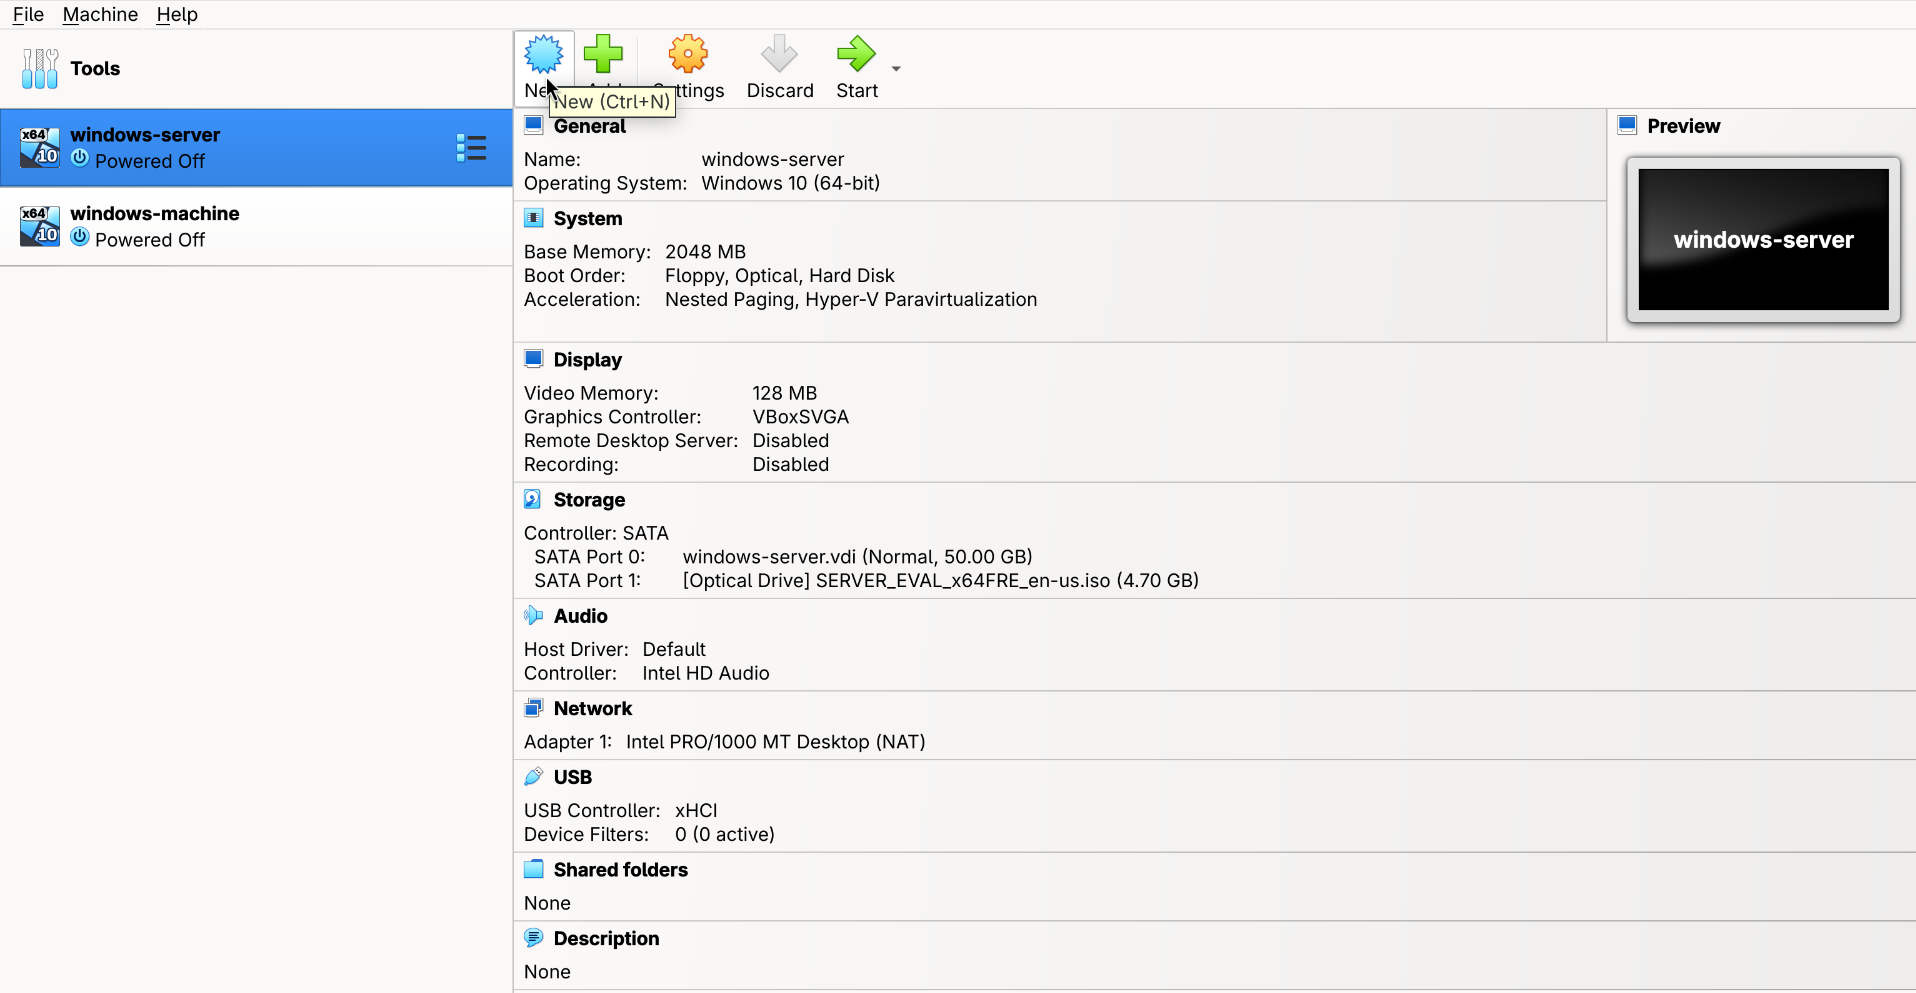 File Machine Help
Tools
New Add Settings Discard Start
New (Ctrl+N)
x64 10 windows-server
Powered Off
x64 10 windows-machine
Powered Off
General
Name: windows-server
Operating System: Windows 10 (64-bit)
Preview
windows-server
System
Base Memory: 2048 MB
Boot Order: Floppy, Optical, Hard Disk
Acceleration: Nested Paging, Hyper-V Paravirtualization
Display
Video Memory: 128 MB
Graphics Controller: VBoxSVGA
Remote Desktop Server: Disabled
Recording: Disabled
Storage
Controller: SATA
SATA Port 0: windows-server.vdi (Normal, 50.00 GB)
SATA Port 1: [Optical Drive] SERVER_EVAL_x64FRE_en-us.iso (4.70 GB)
Audio
Host Driver: Default
Controller: Intel HD Audio
Network
Adapter 1: Intel PRO/1000 MT Desktop (NAT)
USB
USB Controller: xHCI
Device Filters: 0 (0 active)
Shared folders
None
Description
None